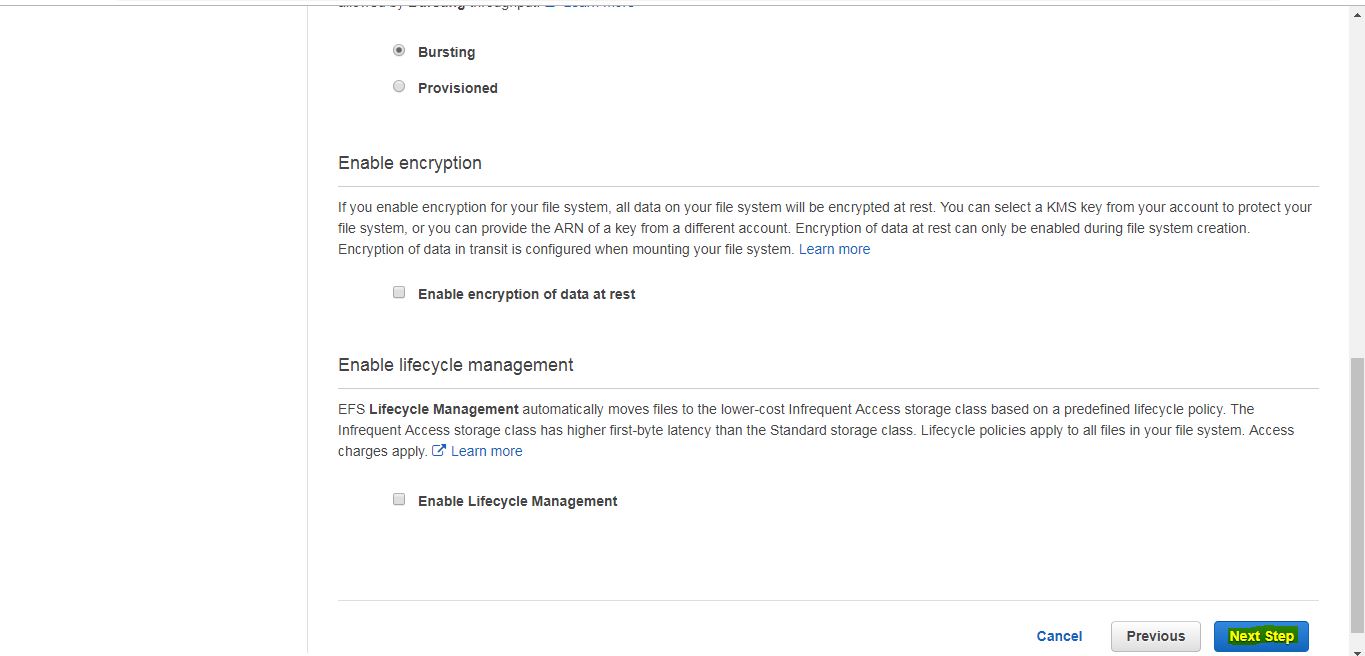 allowed by Bursting throughput. Learn more
Bursting
Provisioned
Enable encryption
If you enable encryption for your file system, all data on your file system will be encrypted at rest. You can select a KMS key from your account to protect your
file system, or you can provide the ARN of a key from a different account. Encryption of data at rest can only be enabled during file system creation.
Encryption of data in transit is configured when mounting your file system. Learn more
Enable encryption of data at rest
Enable lifecycle management
EFS Lifecycle Management automatically moves files to the lower-cost Infrequent Access storage class based on a predefined lifecycle policy. The
Infrequent Access storage class has higher first-byte latency than the Standard storage class. Lifecycle policies apply to all files in your file system. Access
charges apply. Learn more
Enable Lifecycle Management
Cancel
Previous
Next Step